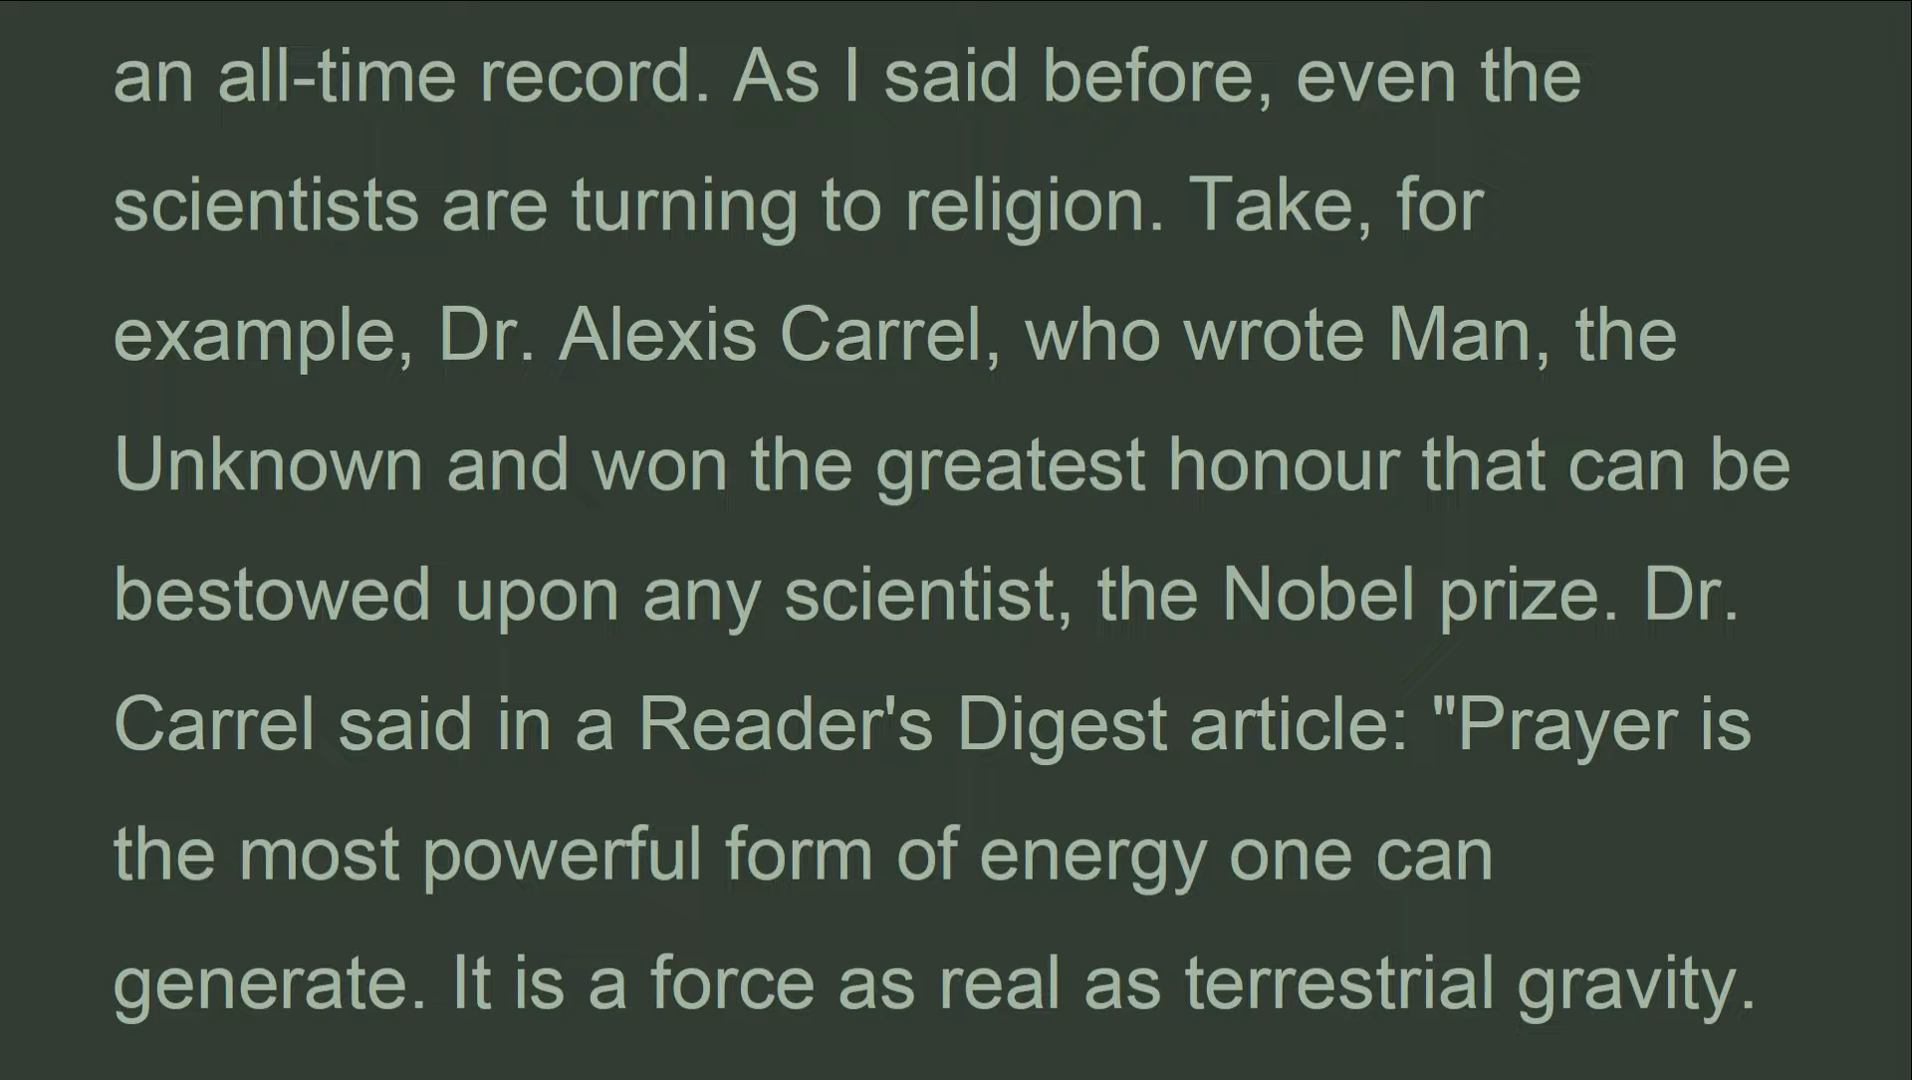 an all-time record. As I said before, even the
scientists are turning to religion. Take, for
example, Dr. Alexis Carrel, who wrote Man, the
Unknown and won the greatest honour that can be
bestowed upon any scientist, the Nobel prize. Dr.
Carrel said in a Reader's Digest article: "Prayer is
the most powerful form of energy one can
generate. It is a force as real as terrestrial gravity.